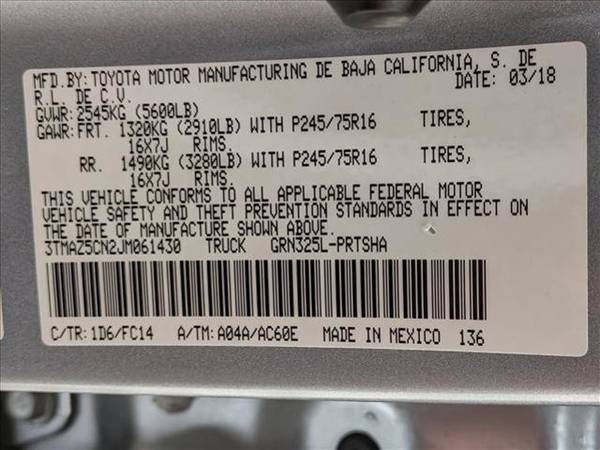 MFD.BY:TOYOTA MOTOR MANUFACTURING DE BAJA CALIFORNIA, S. DE
R.L. DE C.V. DATE: 03/18
GVWR:2545KG (5600LB)
GAWR:FRT. 1320KG (2910LB) WITH P245/75R16 TIRES,
16X7J RIMS.
RR. 1490KG (3280LB) WITH P245/75R16 TIRES,
16X7J RIMS.
THIS VEHICLE CONFORMS TO ALL APPLICABLE FEDERAL MOTOR
VEHICLE SAFETY AND THEFT PREVENTION STANDARDS IN EFFECT ON
THE DATE OF MANUFACTURE SHOWN ABOVE.
3TMAZ5CN2JM061430 TRUCK GRN325L-PRTSHA
C/TR:1D6/FC14 A/TM:A04A/AC60E MADE IN MEXICO 136